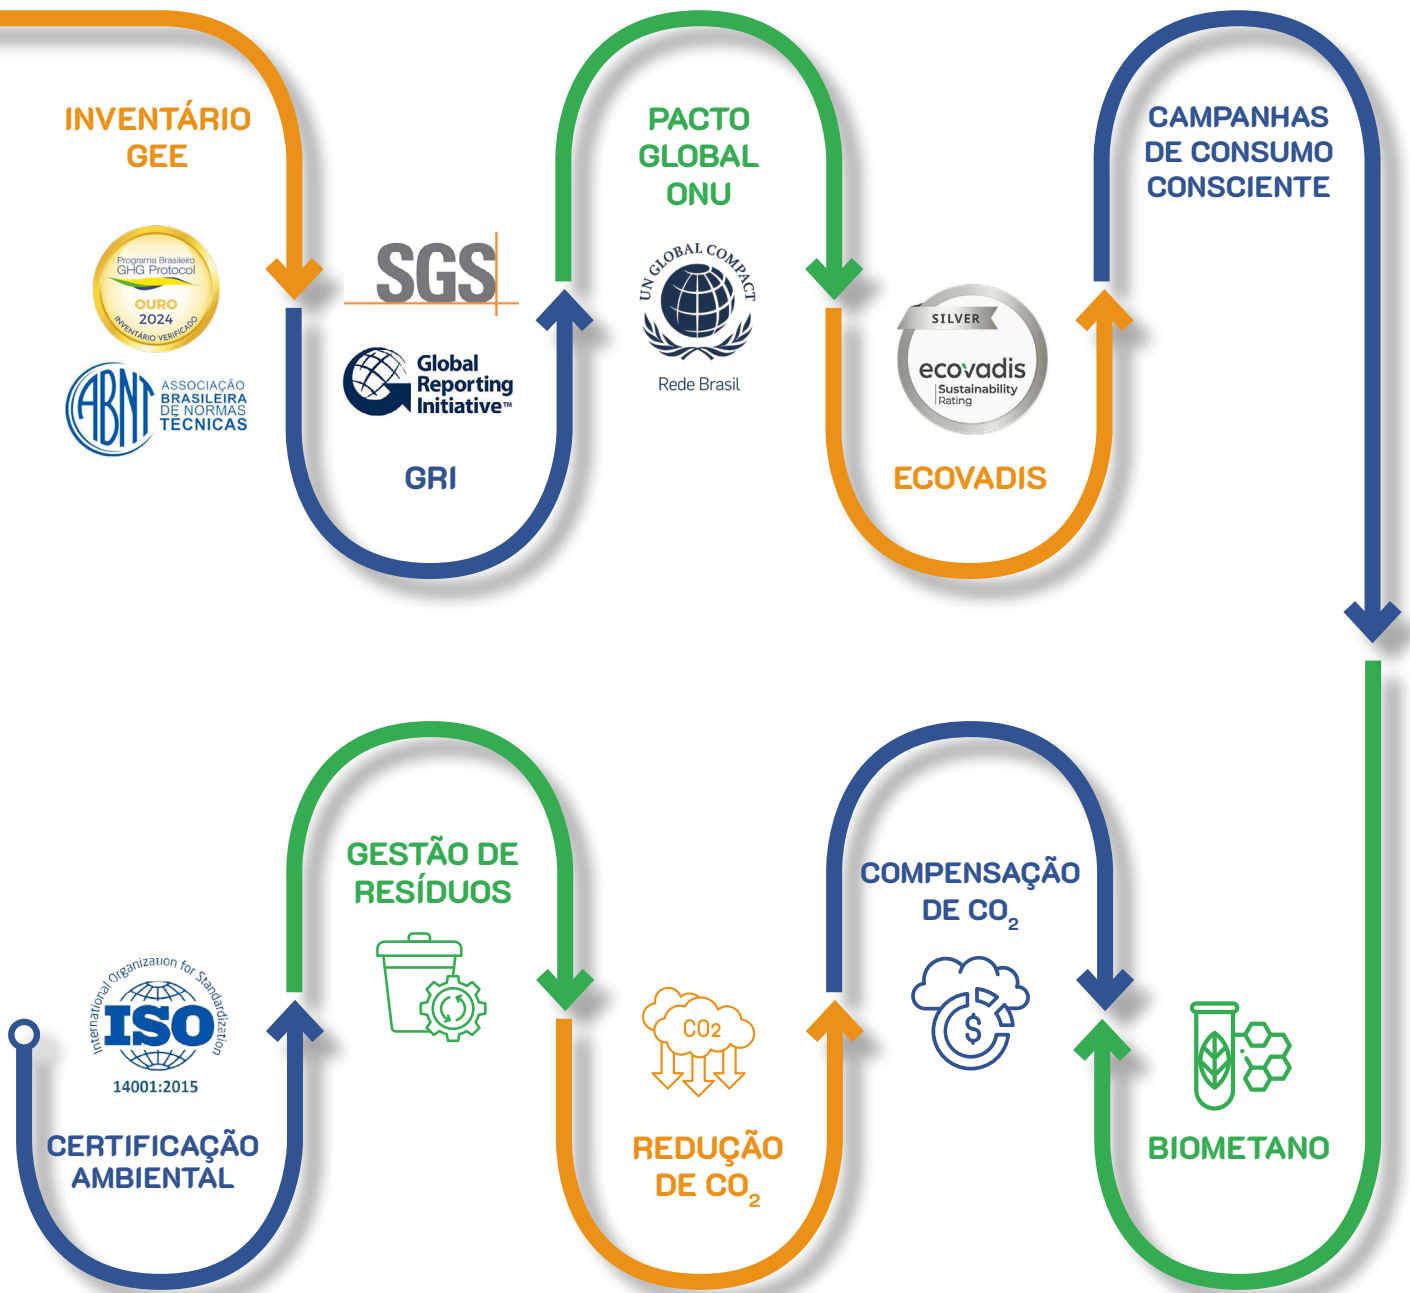 INVENTÁRIO
GEE
Programa Brasileiro
GHG Protocol
OURO
2024
INVENTÁRIO VERIFICADO
ABNT
ASSOCIAÇÃO
BRASILEIRA
DE NORMAS
TÉCNICAS
SGS
Global
Reporting
Initiative™
GRI
PACTO
GLOBAL
ONU
UN GLOBAL COMPACT
Rede Brasil
SILVER
ecovadis
Sustainability
Rating
ECOVADIS
CAMPANHAS
DE CONSUMO
CONSCIENTE
International Organization for Standardization
ISO
14001:2015
CERTIFICAÇÃO
AMBIENTAL
GESTÃO DE
RESÍDUOS
CO2
REDUÇÃO
DE CO₂
COMPENSAÇÃO
DE CO₂
$
BIOMETANO